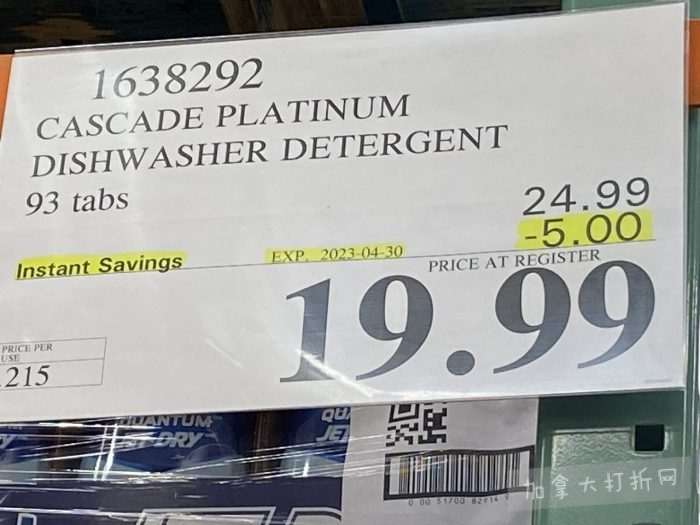 1638292
CASCADE PLATINUM
DISHWASHER DETERGENT
93 tabs
24.99
-5.00
Instant Savings
EXP. 2023-04-30
PRICE AT REGISTER
19.99
PRICE PER
USE
.215
QUANTUM
DRY
加拿大打折网